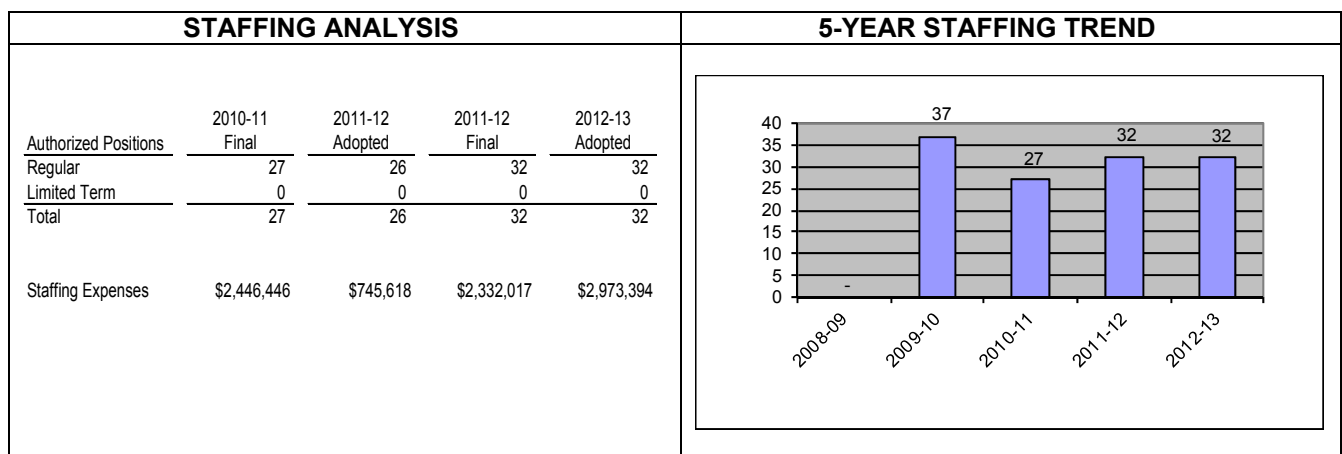 STAFFING ANALYSIS
5-YEAR STAFFING TREND
2010-11 2011-12 2011-12 2012-13
Authorized Positions Final Adopted Final Adopted
Regular 27 26 32 32
Limited Term 0 0 0 0
Total 27 26 32 32
Staffing Expenses $2,446,446 $745,618 $2,332,017 $2,973,394
40
35
30
25
20
15
10
5
0
-
37
27
32
32
2008-09
2009-10
2010-11
2011-12
2012-13